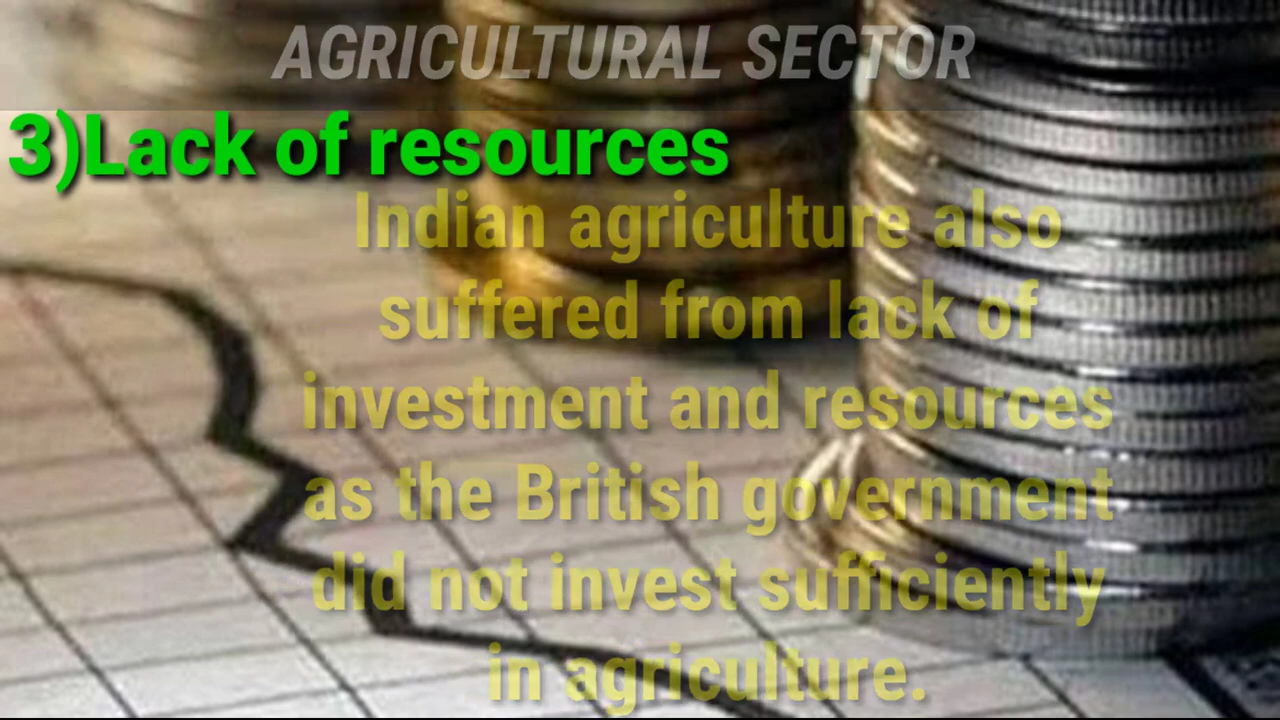 AGRICULTURAL SECTOR
3)Lack of resources
Indian agriculture also
suffered from lack of
investment and resources
as the British government
did not invest sufficiently
in agriculture.